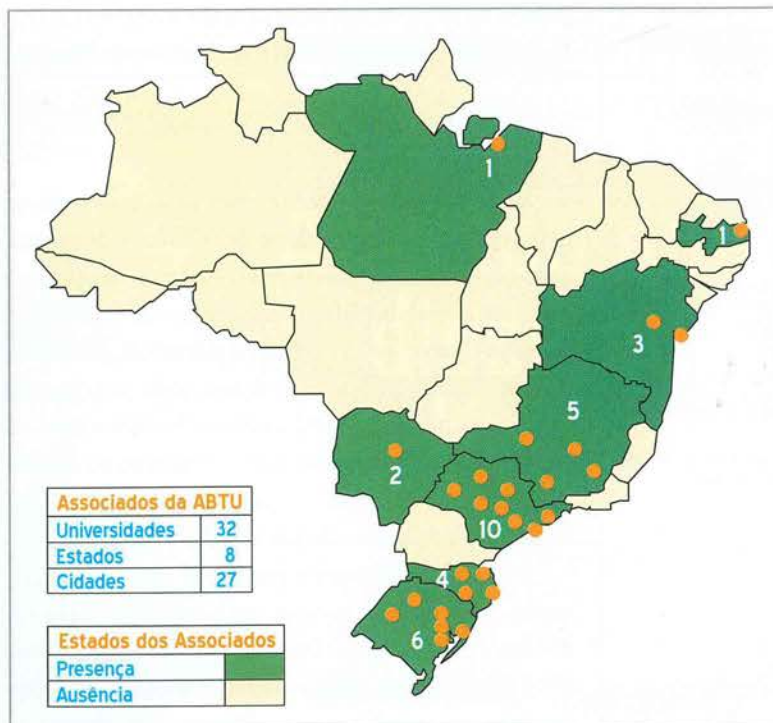 1
1
3
5
2
10
4
6
Associados da ABTU
Universidades 32
Estados 8
Cidades 27
Estados dos Associados
Presença
Ausência